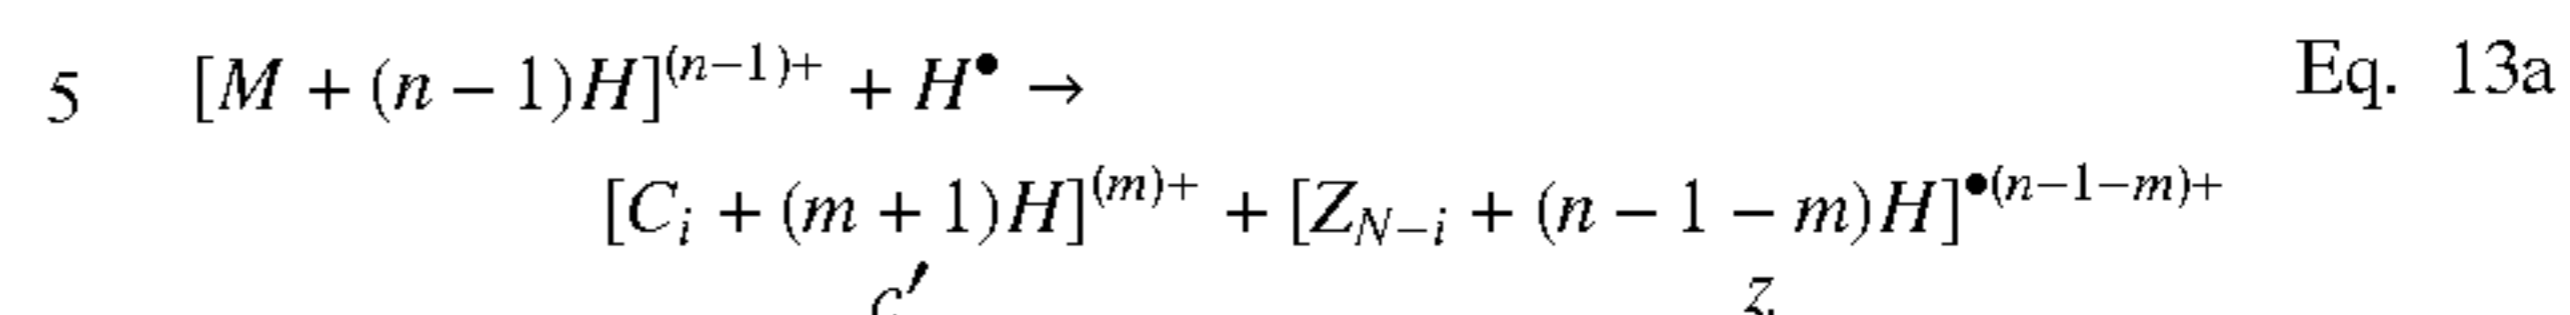 5 [M + (n − 1)H]^{(n−1)+} + H^● → Eq. 13a
[C_i + (m + 1)H]^{(m)+} + [Z_{N−i} + (n − 1 − m)H]^{●(n−1−m)+}
c′ z